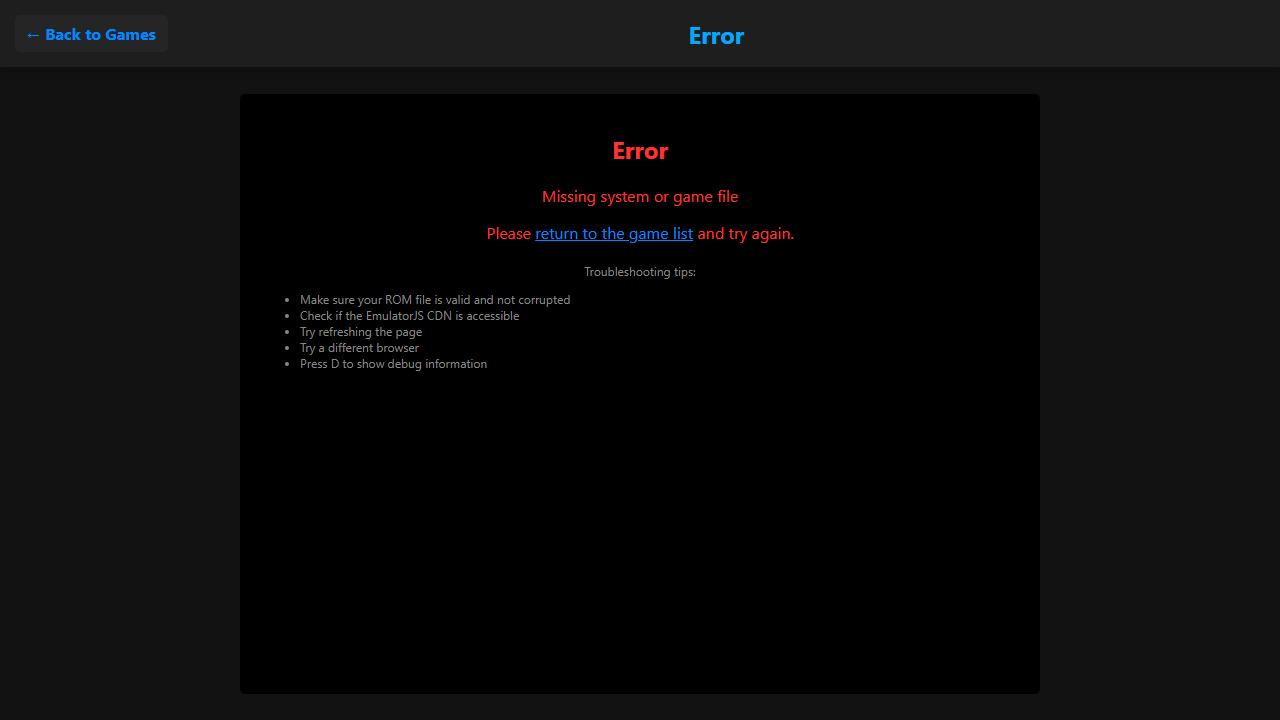 ← Back to Games
Error
Error
Missing system or game file
Please return to the game list and try again.
Troubleshooting tips:
• Make sure your ROM file is valid and not corrupted
• Check if the EmulatorJS CDN is accessible
• Try refreshing the page
• Try a different browser
• Press D to show debug information